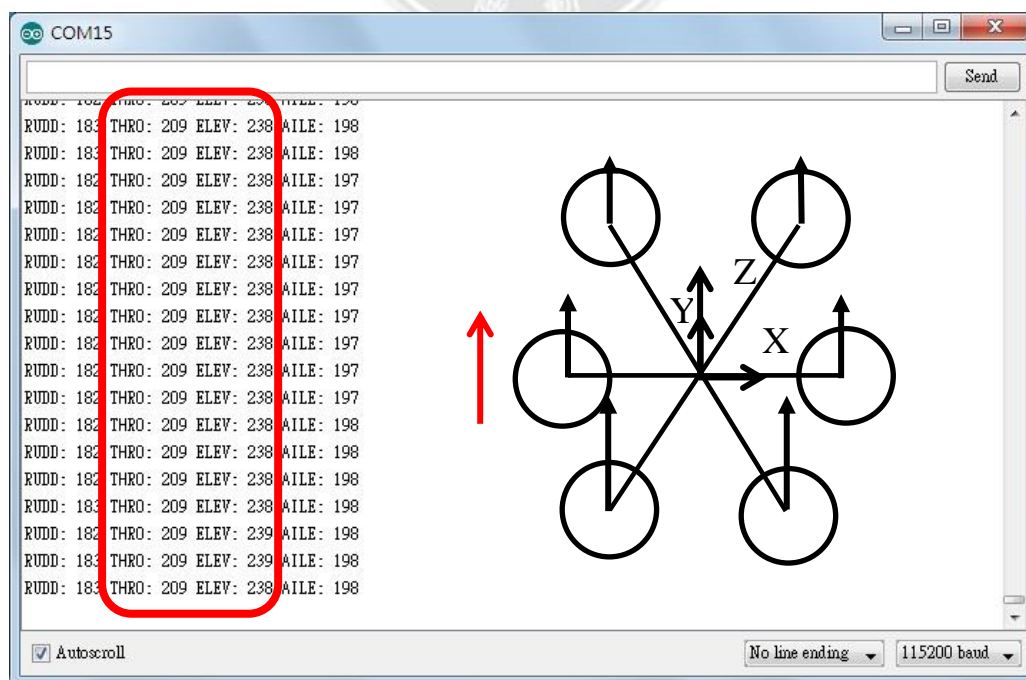 COM15
Send
RUDD: 182 THRO: 209 ELEV: 238 AILE: 198
RUDD: 183 THRO: 209 ELEV: 238 AILE: 198
RUDD: 183 THRO: 209 ELEV: 238 AILE: 198
RUDD: 182 THRO: 209 ELEV: 238 AILE: 197
RUDD: 182 THRO: 209 ELEV: 238 AILE: 197
RUDD: 182 THRO: 209 ELEV: 238 AILE: 197
RUDD: 182 THRO: 209 ELEV: 238 AILE: 197
RUDD: 182 THRO: 209 ELEV: 238 AILE: 197
RUDD: 182 THRO: 209 ELEV: 238 AILE: 197
RUDD: 182 THRO: 209 ELEV: 238 AILE: 197
RUDD: 182 THRO: 209 ELEV: 238 AILE: 197
RUDD: 182 THRO: 209 ELEV: 238 AILE: 197
RUDD: 182 THRO: 209 ELEV: 238 AILE: 198
RUDD: 182 THRO: 209 ELEV: 238 AILE: 198
RUDD: 183 THRO: 209 ELEV: 238 AILE: 198
RUDD: 183 THRO: 209 ELEV: 238 AILE: 198
RUDD: 182 THRO: 209 ELEV: 239 AILE: 198
RUDD: 183 THRO: 209 ELEV: 239 AILE: 198
RUDD: 183 THRO: 209 ELEV: 238 AILE: 198
Z
Y
X
Autoscroll
No line ending
115200 baud